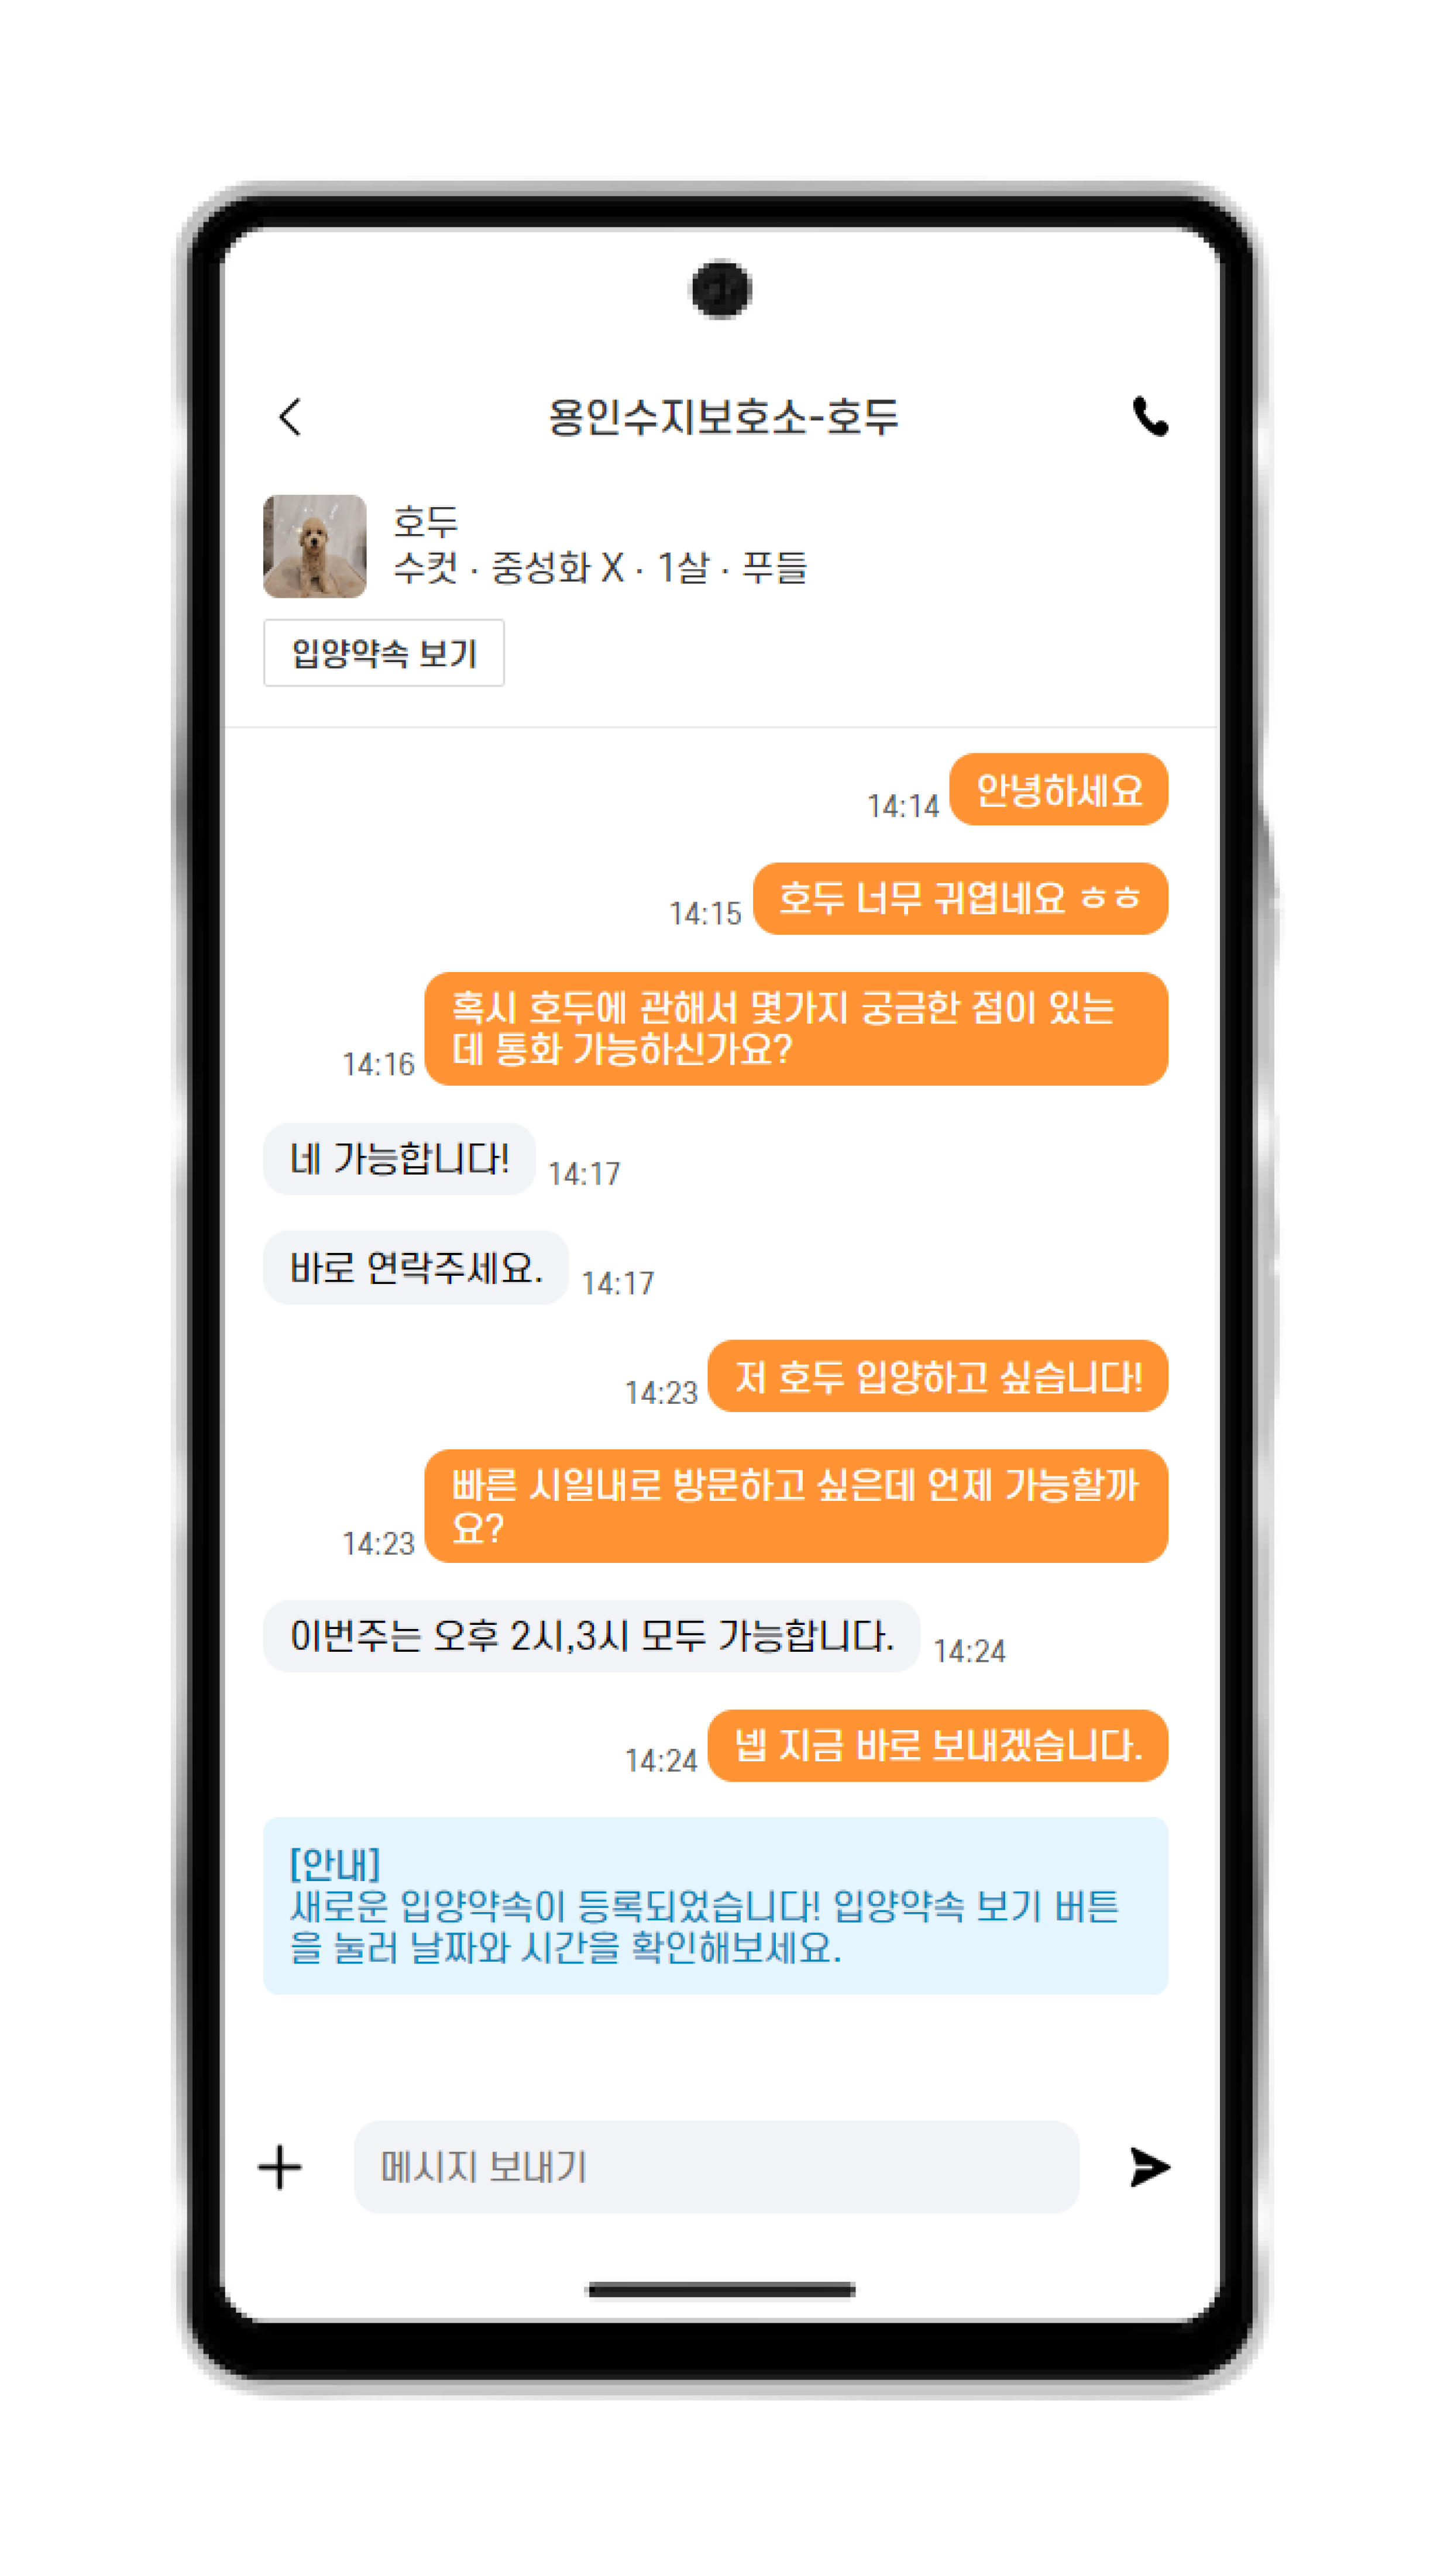 용인수지보호소-호두
호두
수컷 · 중성화 X · 1살 · 푸들
입양약속 보기
안녕하세요
14:14
호두 너무 귀엽네요 ㅎㅎ
14:15
혹시 호두에 관해서 몇가지 궁금한 점이 있는
데 통화 가능하신가요?
14:16
네 가능합니다!
14:17
바로 연락주세요.
14:17
저 호두 입양하고 싶습니다!
14:23
빠른 시일내로 방문하고 싶은데 언제 가능할까
요?
14:23
이번주는 오후 2시,3시 모두 가능합니다.
14:24
넵 지금 바로 보내겠습니다.
14:24
[안내]
새로운 입양약속이 등록되었습니다! 입양약속 보기 버튼
을 눌러 날짜와 시간을 확인해보세요.
메시지 보내기